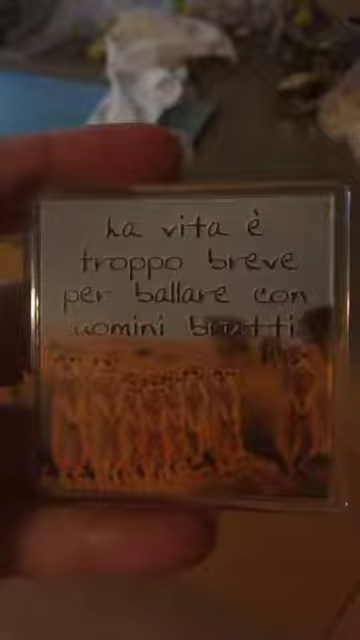 La vita è
troppo breve
per ballare con
uomini brutti